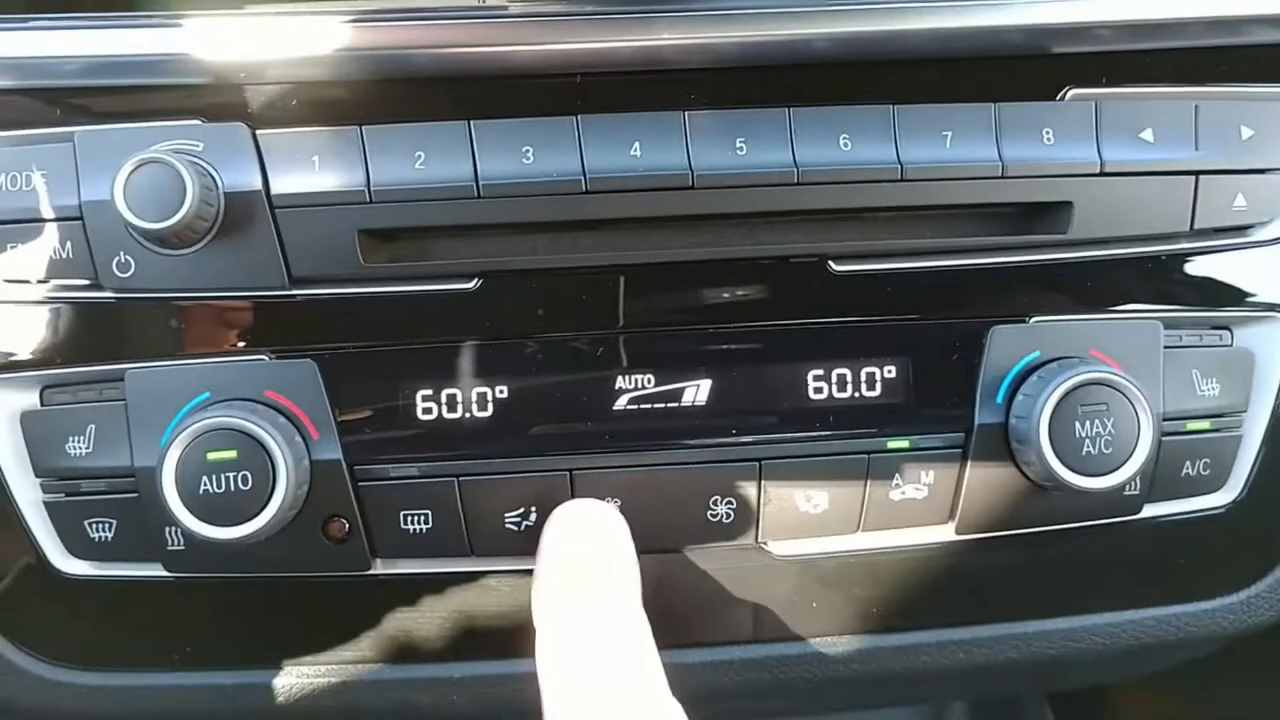 1 2 3 4 5 6 7 8
MODE
60.0° AUTO 60.0°
AUTO
MAX
A/C
A M
A/C